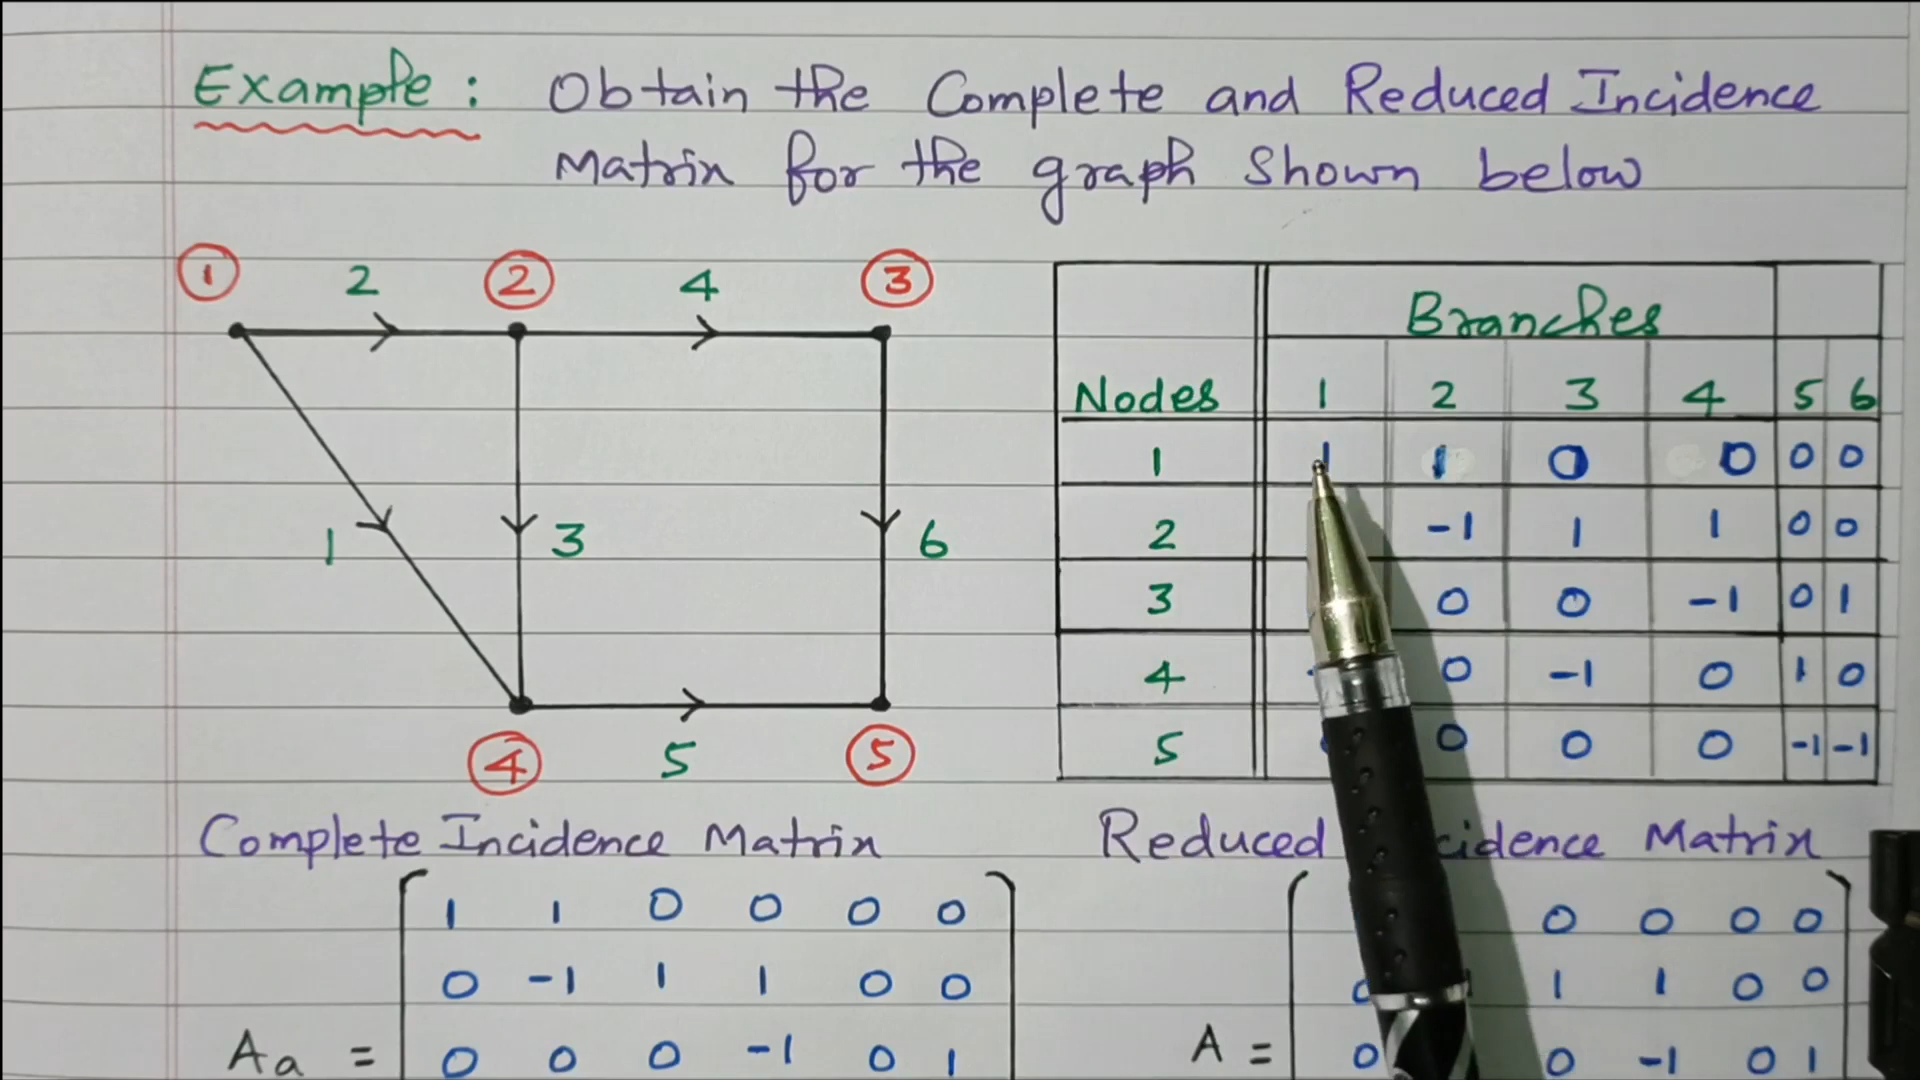 Example: Obtain the Complete and Reduced Incidence
Matrix for the graph shown below
1 2 2 4 3
1 3 6
4 5 5
Branches
Nodes 1 2 3 4 5 6
1 1 1 0 0 0 0
2 -1 1 1 0 0
3 0 0 -1 0 1
4 0 -1 0 1 0
5 0 0 0 -1 -1
Complete Incidence Matrix
1 1 0 0 0 0
0 -1 1 1 0 0
Aa = 0 0 0 -1 0 1
Reduced Matrix
0 0 0 0
1 1 0 0
A = 0 0 -1 0 1